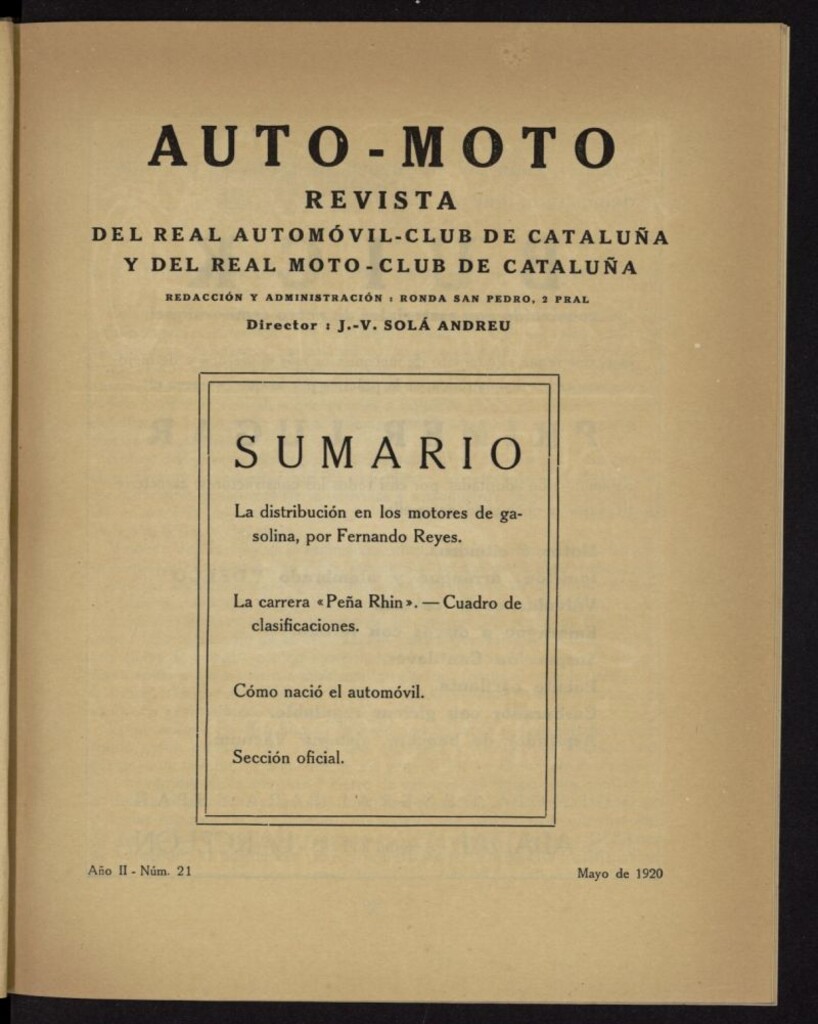 AUTO-MOTO
REVISTA
DEL REAL AUTOMÓVIL-CLUB DE CATALUÑA
Y DEL REAL MOTO-CLUB DE CATALUÑA
REDACCIÓN Y ADMINISTRACIÓN : RONDA SAN PEDRO, 2 PRAL
Director : J.-V. SOLÁ ANDREU
SUMARIO
La distribución en los motores de ga-
solina, por Fernando Reyes.
La carrera «Peña Rhin». — Cuadro de
clasificaciones.
Cómo nació el automóvil.
Sección oficial.
Año II - Núm. 21
Mayo de 1920